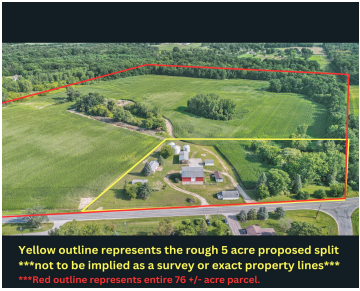 Yellow outline represents the rough 5 acre proposed split
***not to be implied as a survey or exact property lines***
***Red outline represents entire 76 +/- acre parcel.